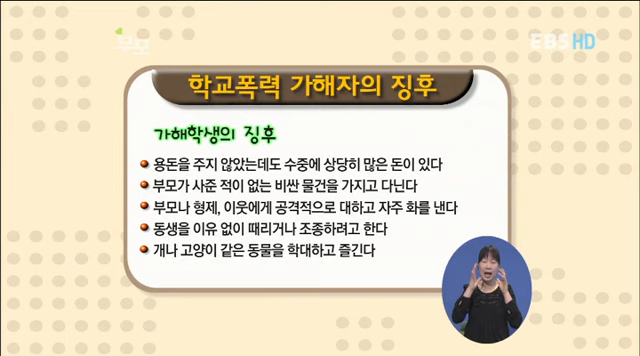 부모
EBS HD
학교폭력 가해자의 징후
가해학생의 징후
용돈을 주지 않았는데도 수중에 상당히 많은 돈이 있다
부모가 사준 적이 없는 비싼 물건을 가지고 다닌다
부모나 형제, 이웃에게 공격적으로 대하고 자주 화를 낸다
동생을 이유 없이 때리거나 조종하려고 한다
개나 고양이 같은 동물을 학대하고 즐긴다